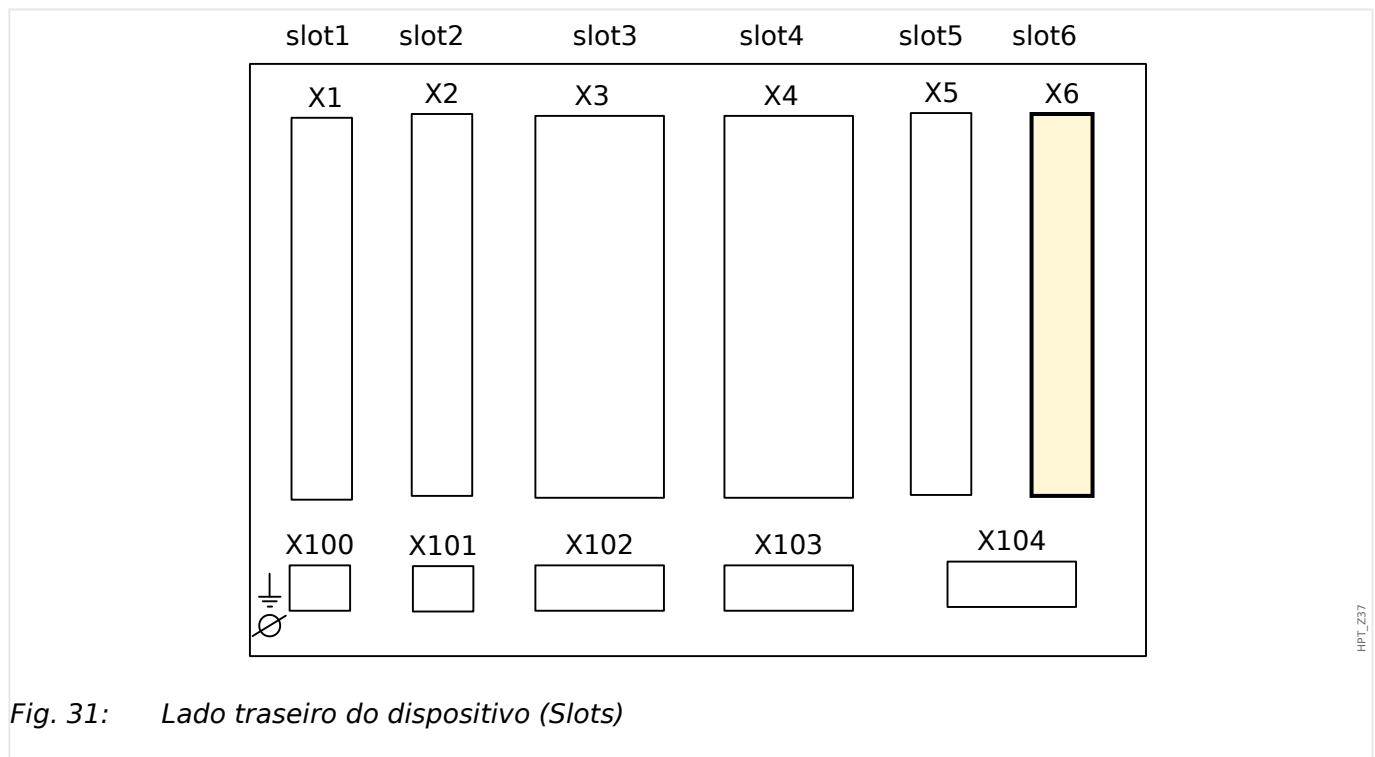 slot1 slot2 slot3 slot4 slot5 slot6
X1 X2 X3 X4 X5 X6
X100 X101 X102 X103 X104
HPT_Z37
Fig. 31: Lado traseiro do dispositivo (Slots)